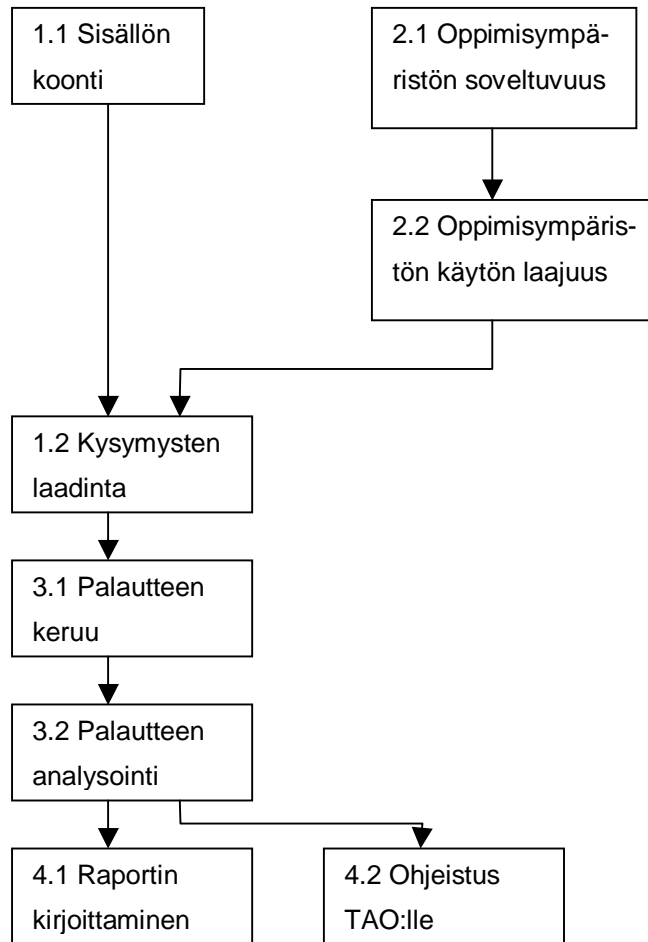 1.1 Sisällön
koonti
2.1 Oppimisympä-
ristön soveltuvuus
2.2 Oppimisympäris-
tön käytön laajuus
1.2 Kysymysten
laadinta
3.1 Palautteen
keruu
3.2 Palautteen
analysointi
4.1 Raportin
kirjoittaminen
4.2 Ohjeistus
TAO:lle